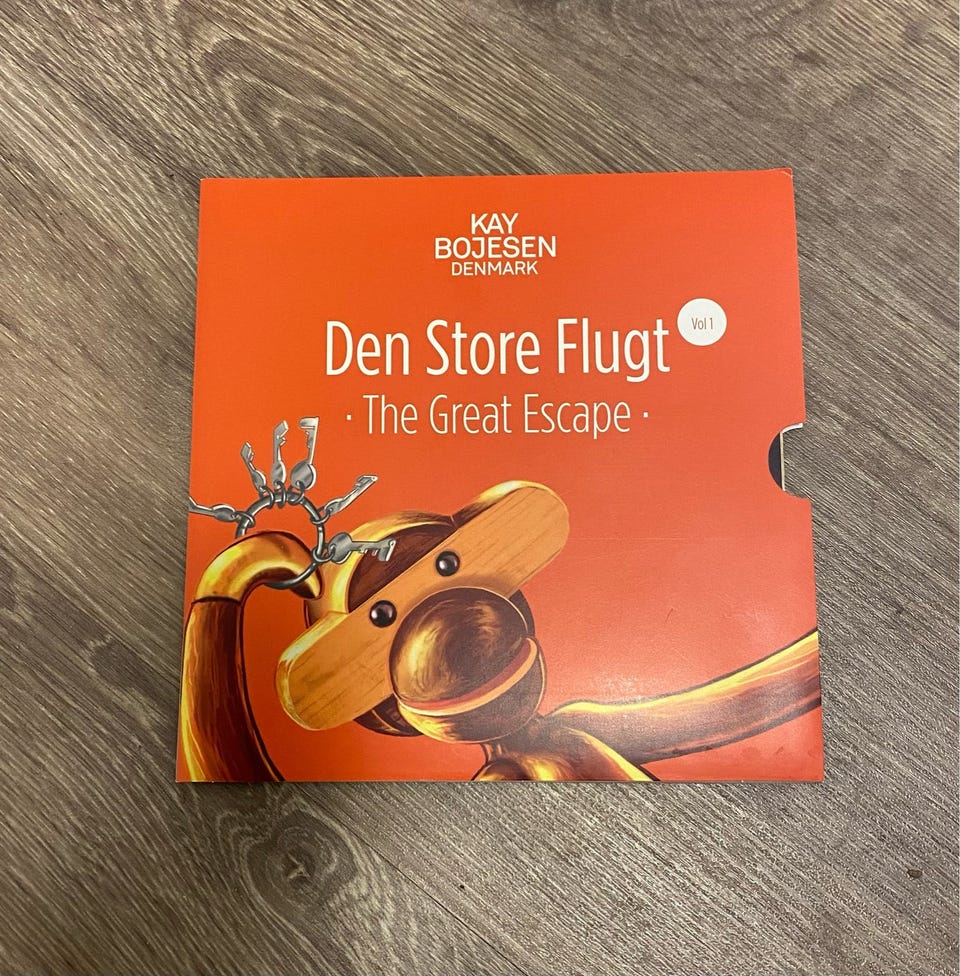 KAY
BOJESEN
DENMARK
Den Store Flugt
Vol 1
· The Great Escape ·